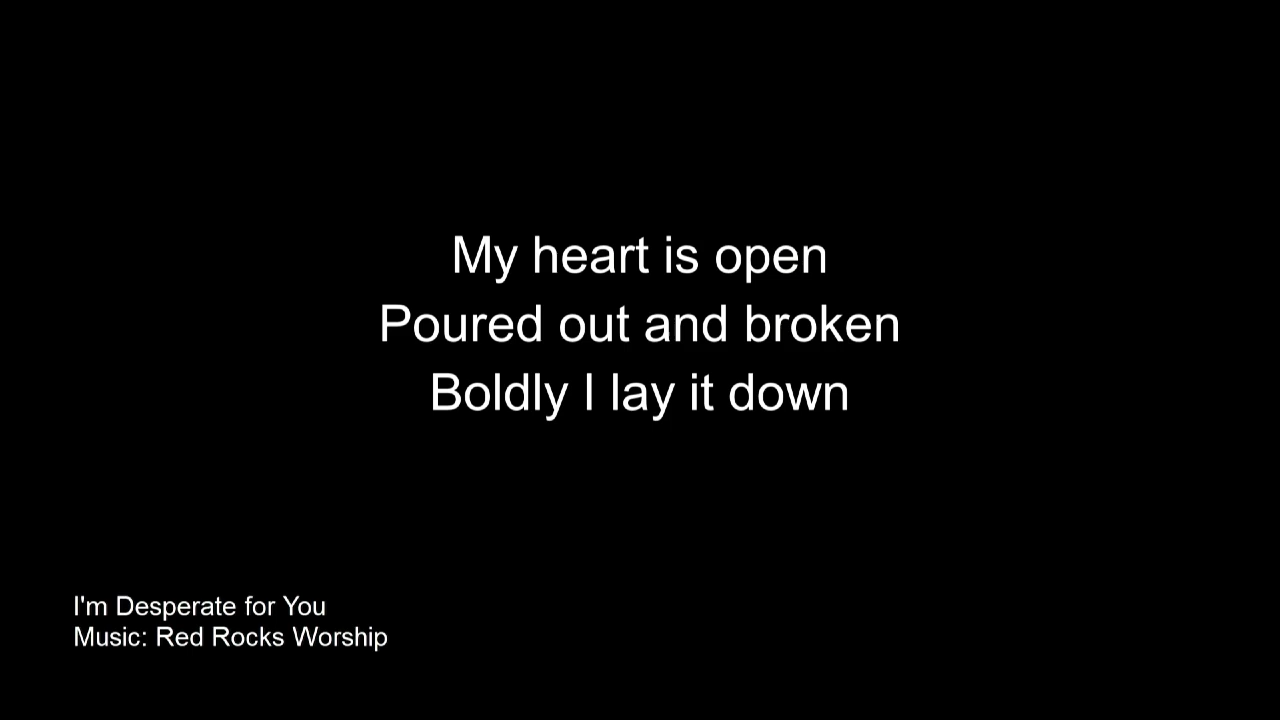 My heart is open
Poured out and broken
Boldly I lay it down
I'm Desperate for You
Music: Red Rocks Worship